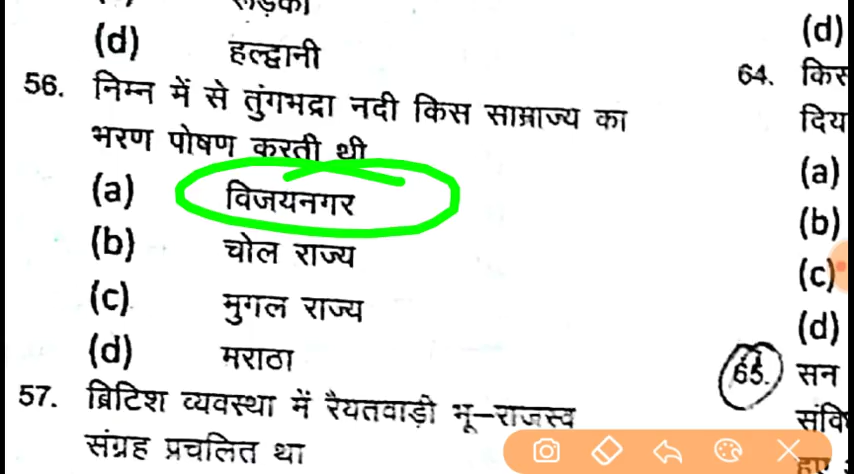 (d) हल्द्वानी
56. निम्न में से तुंगभद्रा नदी किस साम्राज्य का
भरण पोषण करती थी
(a) विजयनगर
(b) चोल राज्य
(c) मुगल राज्य
(d) मराठा
57. ब्रिटिश व्यवस्था में रैयतवाड़ी भू–राजस्व
संग्रह प्रचलित था
(d)
64. किस
दिय
(a)
(b)
(c)
(d)
65. सन